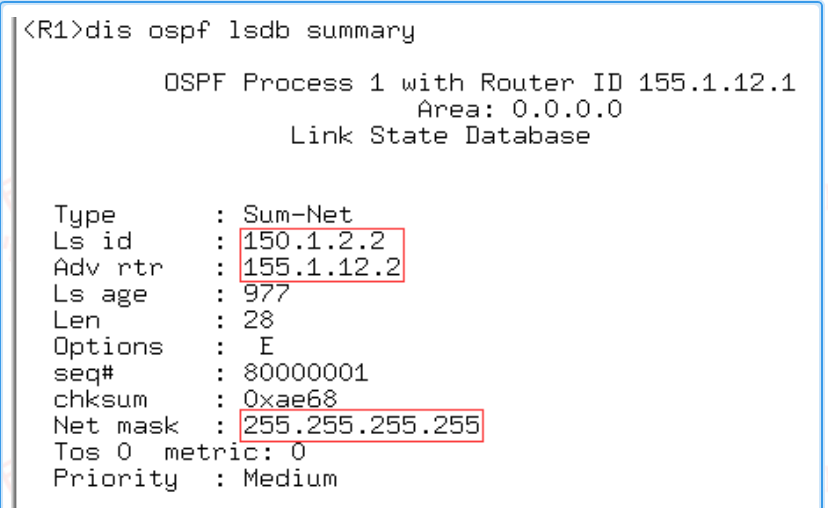 <R1>dis ospf lsdb summary
OSPF Process 1 with Router ID 155.1.12.1
Area: 0.0.0.0
Link State Database
Type : Sum-Net
Ls id : 150.1.2.2
Adv rtr : 155.1.12.2
Ls age : 977
Len : 28
Options : E
seq# : 80000001
chksum : 0xae68
Net mask : 255.255.255.255
Tos 0 metric: 0
Priority : Medium